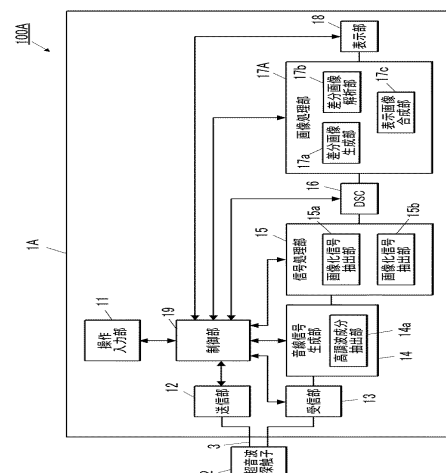 100A
1A
11
操作
入力部
19
制御部
12
送信部
3
2
超音波
探触子
13
受信部
14
音線信号
生成部
14a
高調波成分
抽出部
15
信号処理部
15a
画像化信号
抽出部
15b
画像化信号
抽出部
16
DSC
17A
画像処理部
17a
差分画像
生成部
17b
差分画像
解析部
17c
表示画像
合成部
18
表示部